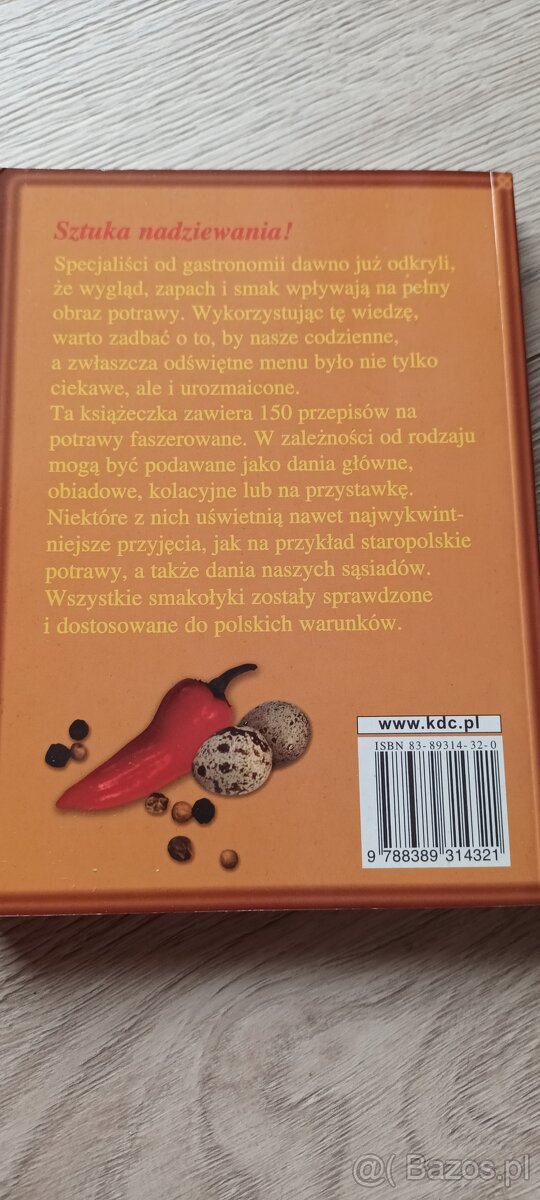 Sztuka nadziewania!
Specjaliści od gastronomii dawno już odkryli,
że wygląd, zapach i smak wpływają na pełny
obraz potrawy. Wykorzystując tę wiedzę,
warto zadbać o to, by nasze codzienne,
a zwłaszcza odświętne menu było nie tylko
ciekawe, ale i urozmaicone.
Ta książeczka zawiera 150 przepisów na
potrawy faszerowane. W zależności od rodzaju
mogą być podawane jako dania główne,
obiadowe, kolacyjne lub na przystawkę.
Niektóre z nich uświetnią nawet najwykwint-
niejsze przyjęcia, jak na przykład staropolskie
potrawy, a także dania naszych sąsiadów.
Wszystkie smakołyki zostały sprawdzone
i dostosowane do polskich warunków.
www.kdc.pl
ISBN 83-89314-32-0
9 788389 314321
@( Bazos.pl